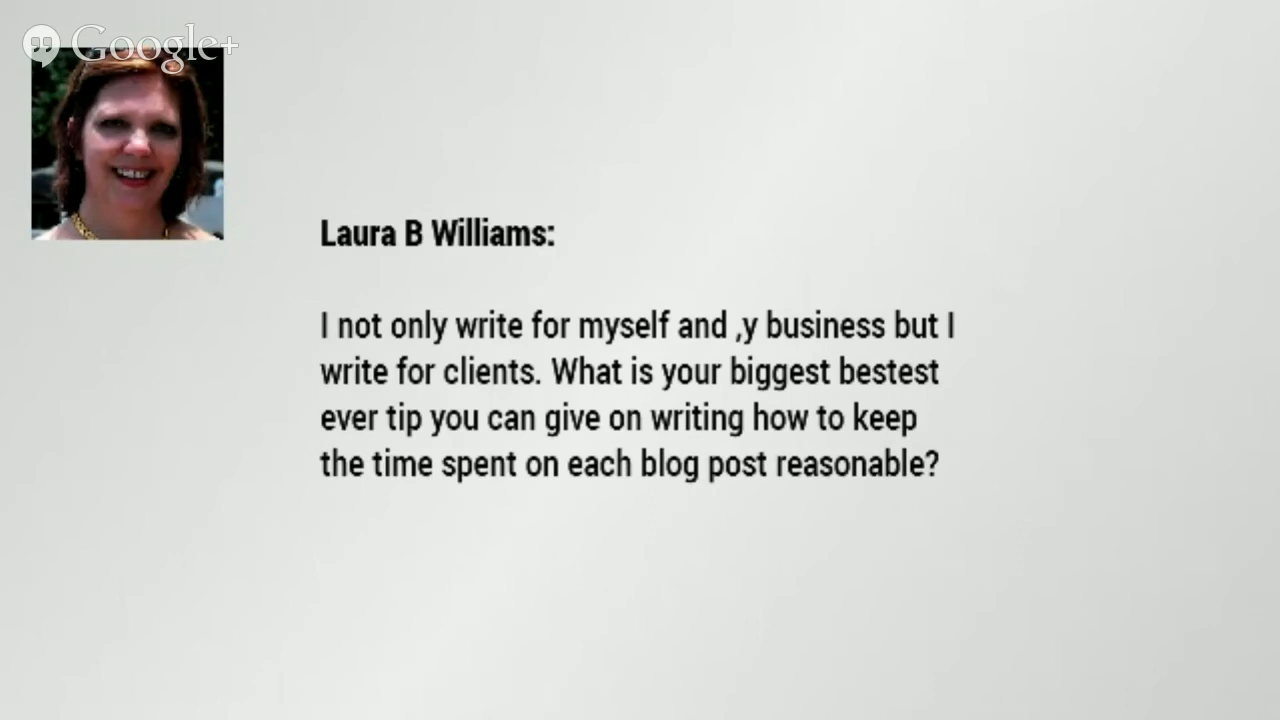 Google+
Laura B Williams:
I not only write for myself and ,y business but I
write for clients. What is your biggest bestest
ever tip you can give on writing how to keep
the time spent on each blog post reasonable?